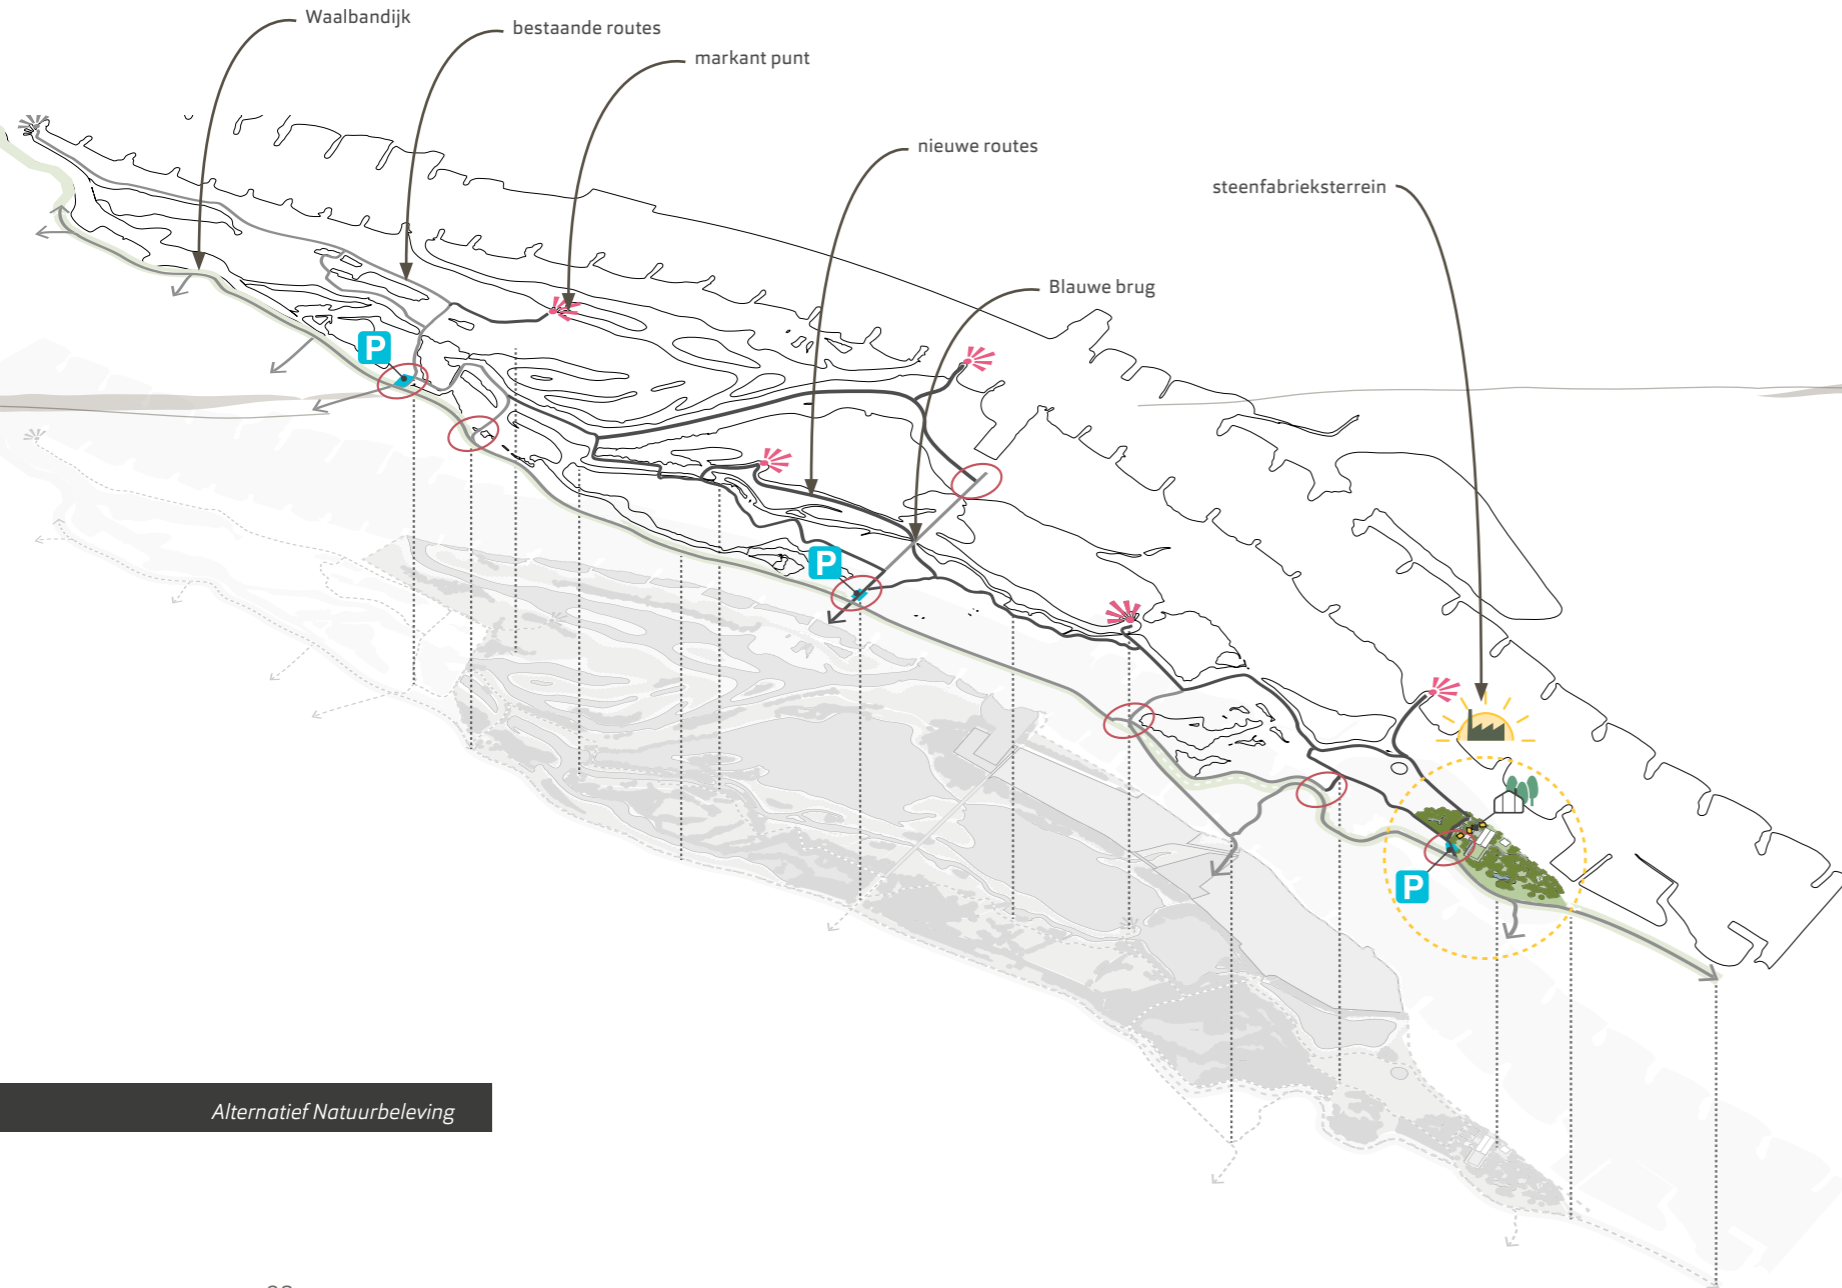 Waalbandijk
bestaande routes
markant punt
nieuwe routes
steenfabrieksterrein
Blauwe brug
P
P
P
Alternatief Natuurbeleving